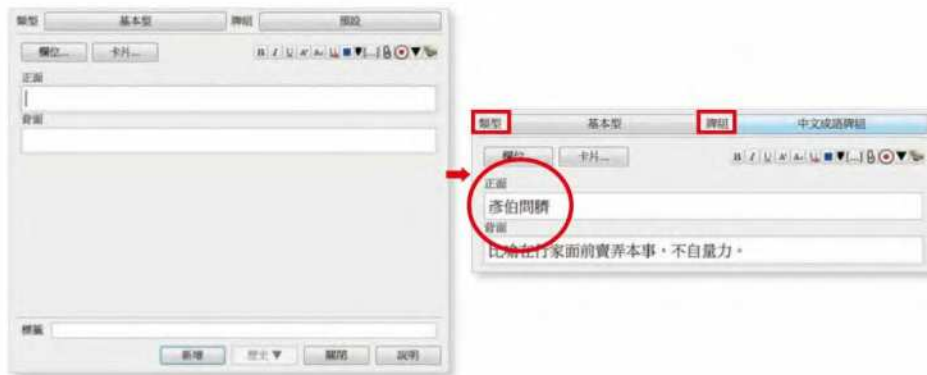 類型 基本型 牌組 預設
欄位... 卡片...
正面
背面
標籤
新增 歷史 ▼ 關閉 說明
類型 基本型 牌組 中文成語牌組
欄位... 卡片...
正面
彥伯問臍
背面
比喻在行家面前賣弄本事,不自量力。